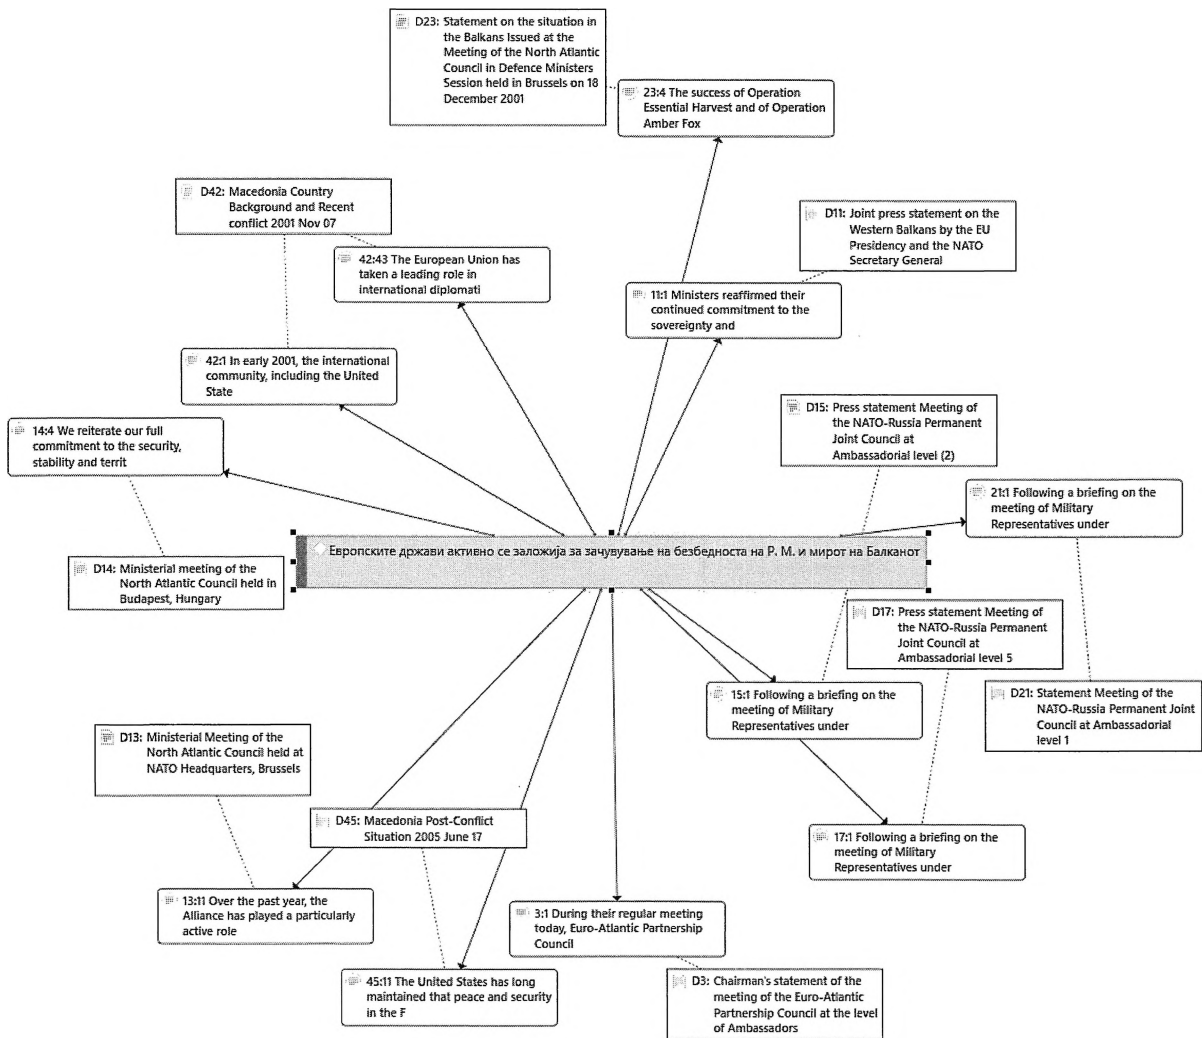 D23: Statement on the situation in
the Balkans Issued at the
Meeting of the North Atlantic
Council in Defence Ministers
Session held in Brussels on 18
December 2001
23:4 The success of Operation
Essential Harvest and of Operation
Amber Fox
D42: Macedonia Country
Background and Recent
conflict 2001 Nov 07
D11: Joint press statement on the
Western Balkans by the EU
Presidency and the NATO
Secretary General
42:43 The European Union has
taken a leading role in
international diplomati
11:1 Ministers reaffirmed their
continued commitment to the
sovereignty and
42:1 In early 2001, the international
community, including the United
State
14:4 We reiterate our full
commitment to the security,
stability and territ
D15: Press statement Meeting of
the NATO-Russia Permanent
Joint Council at
Ambassadorial level (2)
21:1 Following a briefing on the
meeting of Military
Representatives under
Европските држави активно се заложија за зачувување на безбедноста на Р. М. и мирот на Балканот
D14: Ministerial meeting of the
North Atlantic Council held in
Budapest, Hungary
D17: Press statement Meeting of
the NATO-Russia Permanent
Joint Council at
Ambassadorial level 5
15:1 Following a briefing on the
meeting of Military
Representatives under
D21: Statement Meeting of the
NATO-Russia Permanent Joint
Council at Ambassadorial
level 1
D13: Ministerial Meeting of the
North Atlantic Council held at
NATO Headquarters, Brussels
D45: Macedonia Post-Conflict
Situation 2005 June 17
17:1 Following a briefing on the
meeting of Military
Representatives under
13:11 Over the past year, the
Alliance has played a particularly
active role
3:1 During their regular meeting
today, Euro-Atlantic Partnership
Council
45:11 The United States has long
maintained that peace and security
in the F
D3: Chairman's statement of the
meeting of the Euro-Atlantic
Partnership Council at the level
of Ambassadors